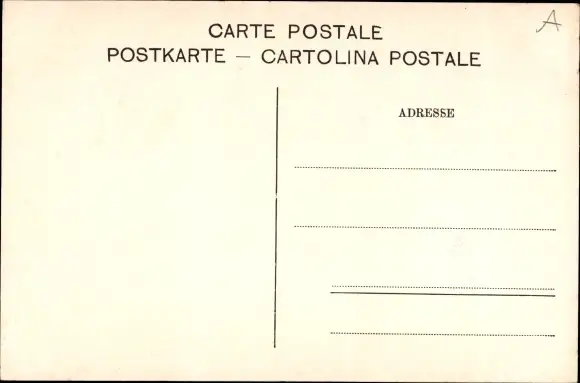 A
CARTE POSTALE
POSTKARTE — CARTOLINA POSTALE
ADRESSE